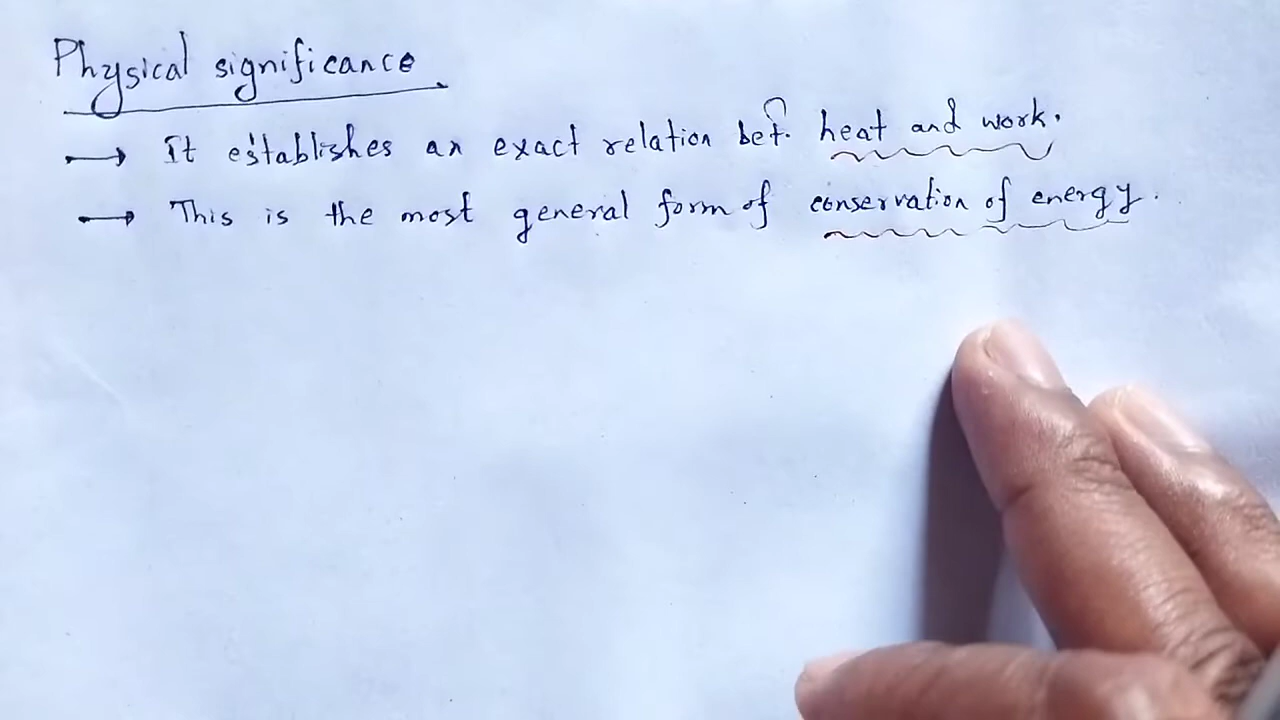 Physical significance
→ It establishes an exact relation betn. heat and work.
→ This is the most general form of conservation of energy.